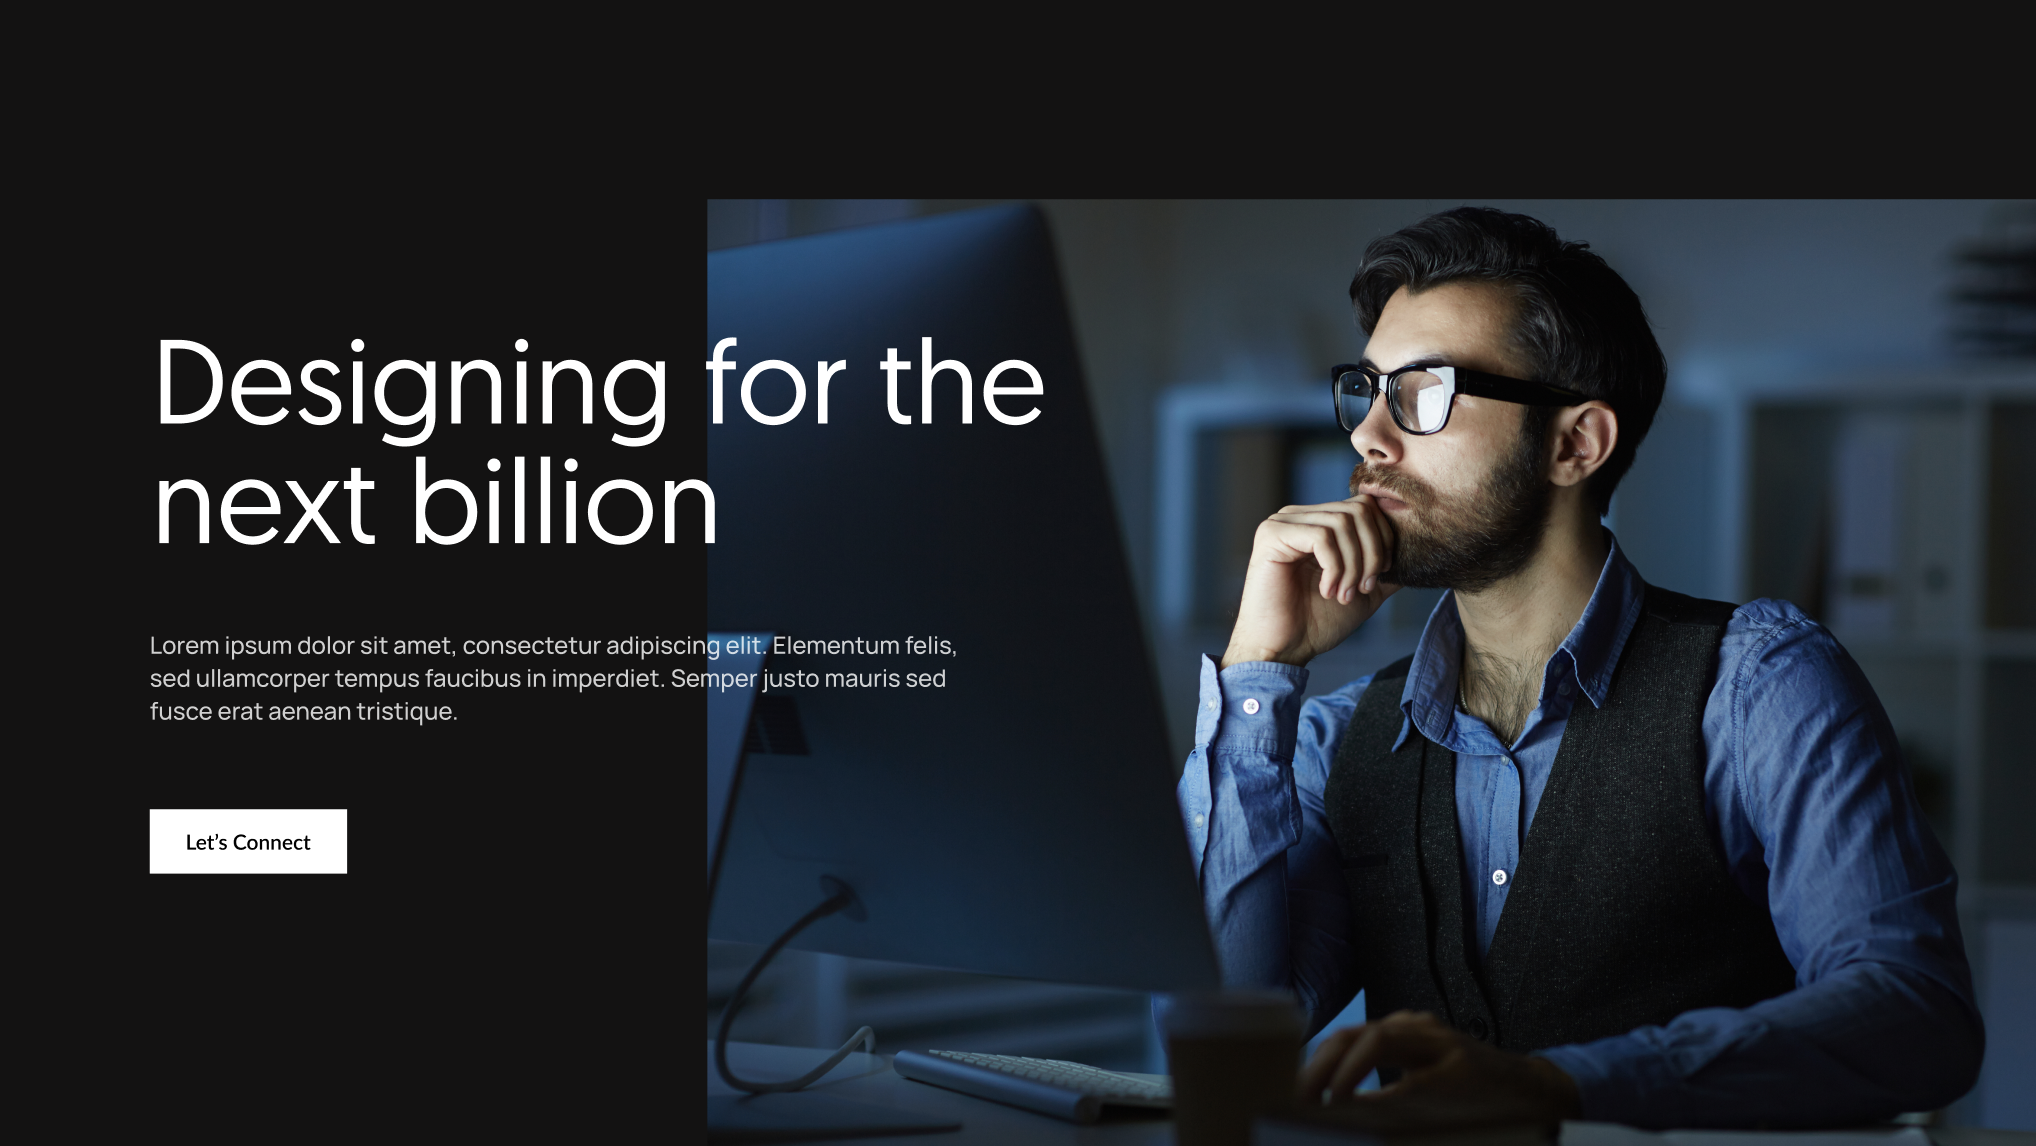 Designing for the
next billion
Lorem ipsum dolor sit amet, consectetur adipiscing elit. Elementum felis,
sed ullamcorper tempus faucibus in imperdiet. Semper justo mauris sed
fusce erat aenean tristique.
Let’s Connect